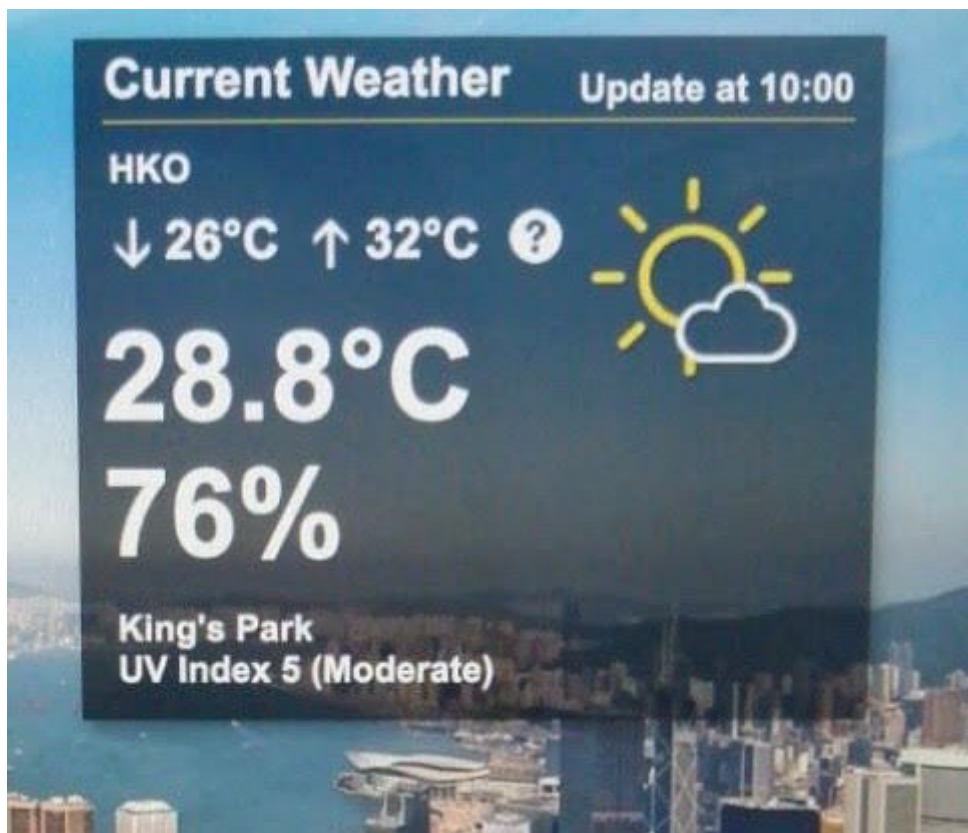 Current Weather
Update at 10:00
HKO
↓ 26°C ↑ 32°C ?
28.8°C
76%
King's Park
UV Index 5 (Moderate)